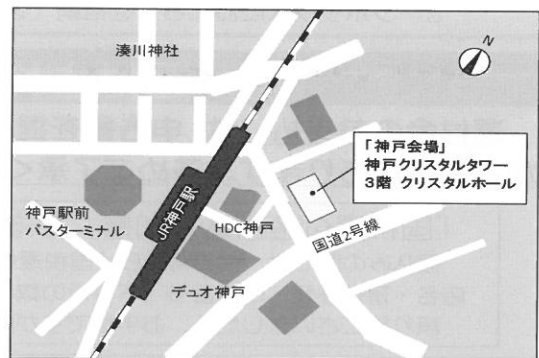 湊川神社
N
「神戸会場」
神戸クリスタルタワー
3階 クリスタルホール
JR神戸駅
神戸駅前
バスターミナル
HDC神戸
国道2号線
デュオ神戸